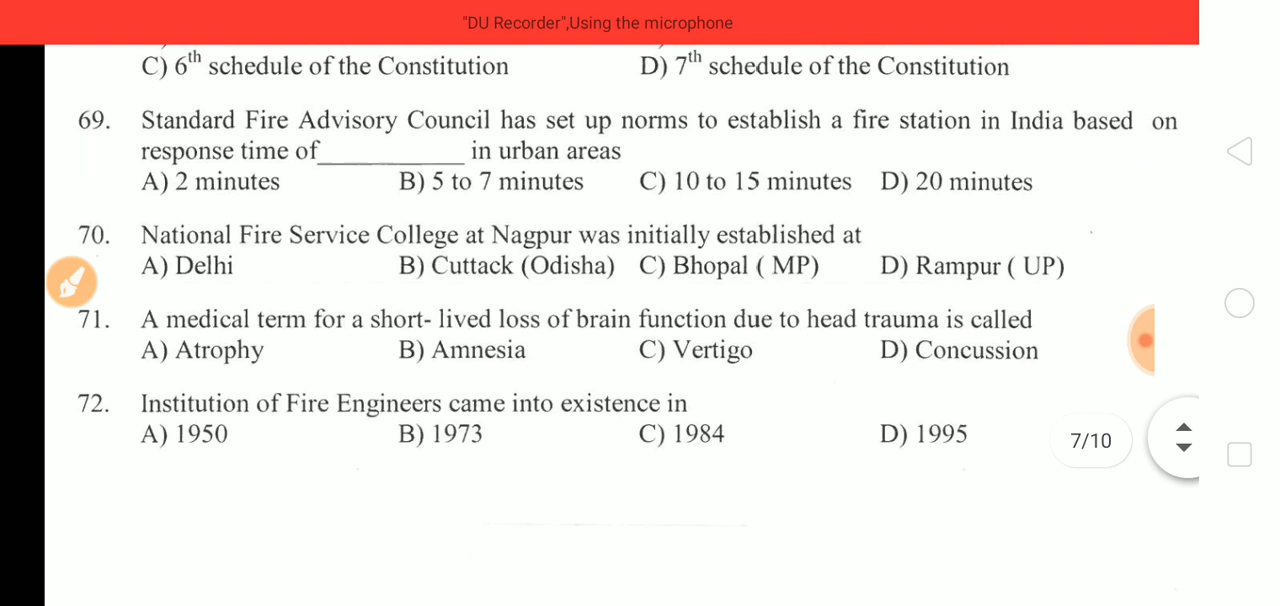 "DU Recorder",Using the microphone
C) 6th schedule of the Constitution D) 7th schedule of the Constitution
69. Standard Fire Advisory Council has set up norms to establish a fire station in India based on
response time of___________ in urban areas
A) 2 minutes B) 5 to 7 minutes C) 10 to 15 minutes D) 20 minutes
70. National Fire Service College at Nagpur was initially established at
A) Delhi B) Cuttack (Odisha) C) Bhopal ( MP) D) Rampur ( UP)
71. A medical term for a short- lived loss of brain function due to head trauma is called
A) Atrophy B) Amnesia C) Vertigo D) Concussion
72. Institution of Fire Engineers came into existence in
A) 1950 B) 1973 C) 1984 D) 1995
7/10